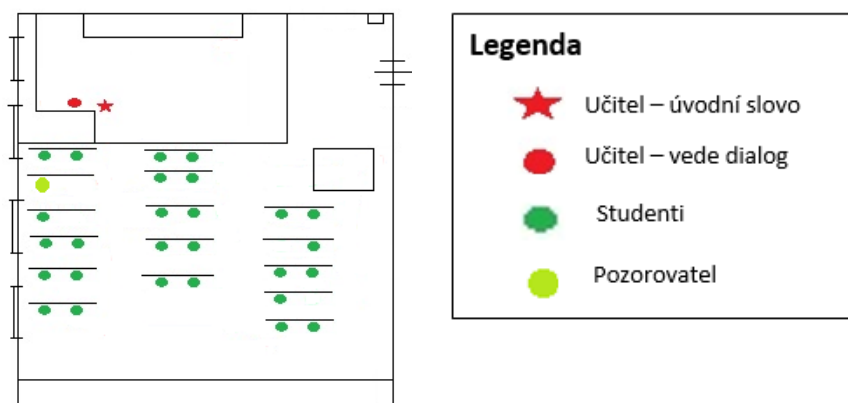 Legenda
Učitel – úvodní slovo
Učitel – vede dialog
Studenti
Pozorovatel